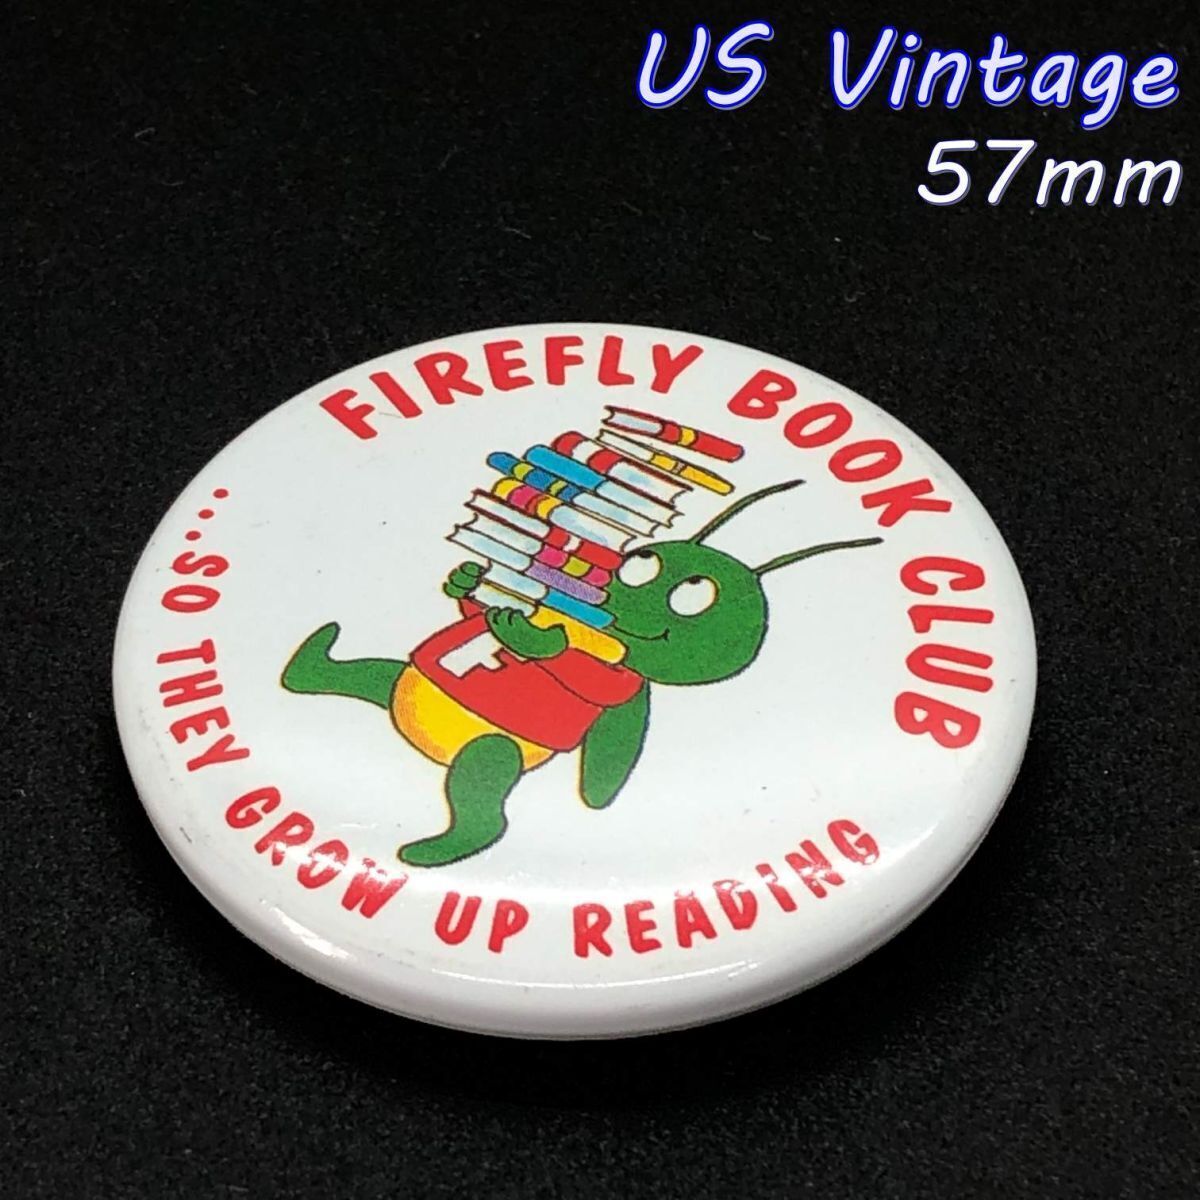 US Vintage
57mm
FIREFLY BOOK CLUB
...SO THEY GROW UP READING
F